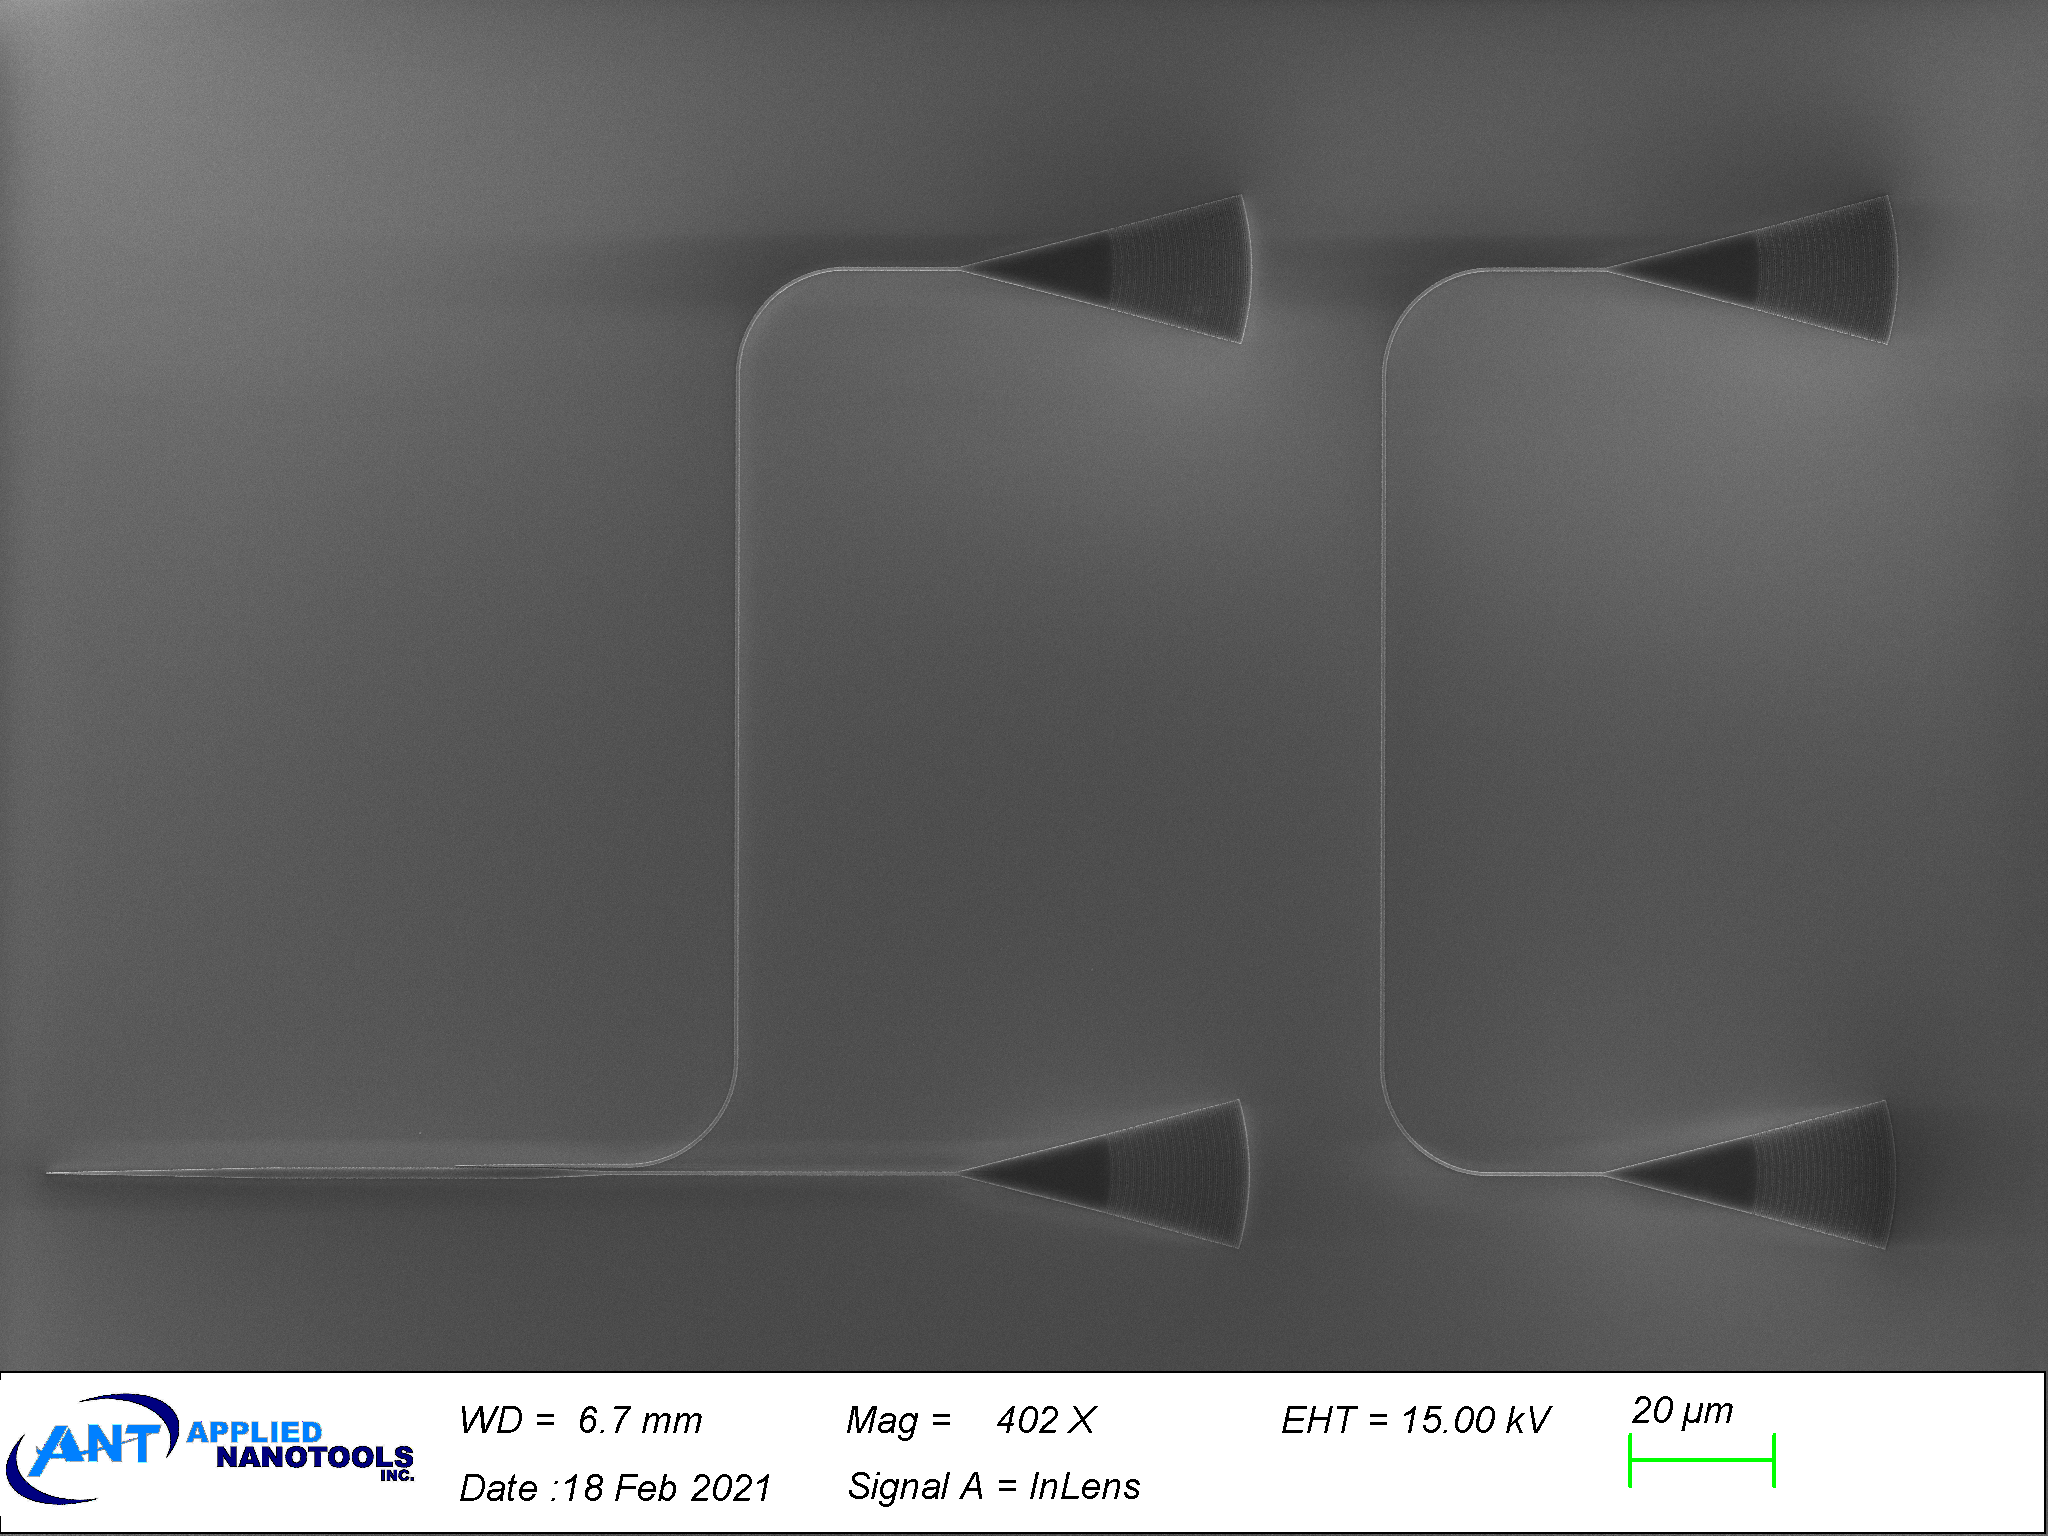 ANT APPLIED
NANOTOOLS
INC.
WD = 6.7 mm
Mag = 402 X
EHT = 15.00 kV
20 µm
Date :18 Feb 2021
Signal A = InLens